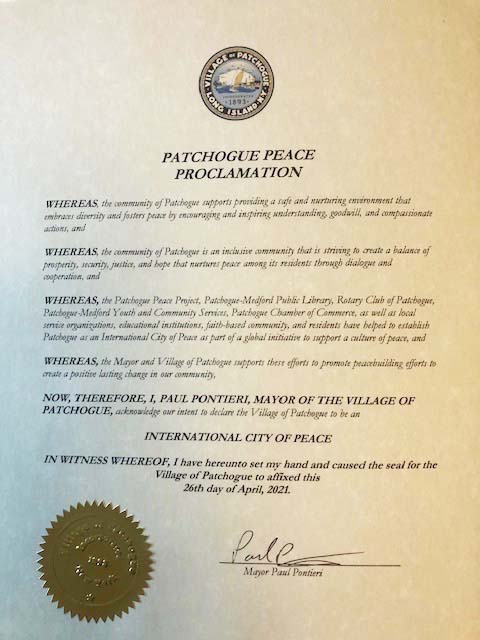 VILLAGE OF PATCHOGUE
INCORPORATED
1893
LONG ISLAND, N.Y.
PATCHOGUE PEACE
PROCLAMATION
WHEREAS, the community of Patchogue supports providing a safe and nurturing environment that
embraces diversity and fosters peace by encouraging and inspiring understanding, goodwill, and compassionate
actions, and
WHEREAS, the community of Patchogue is an inclusive community that is striving to create a balance of
prosperity, security, justice, and hope that nurtures peace among its residents through dialogue and
cooperation, and
WHEREAS, the Patchogue Peace Project, Patchogue-Medford Public Library, Rotary Club of Patchogue,
Patchogue-Medford Youth and Community Services, Patchogue Chamber of Commerce, as well as local
service organizations, educational institutions, faith-based community, and residents have helped to establish
Patchogue as an International City of Peace as part of a global initiative to support a culture of peace, and
WHEREAS, the Mayor and Village of Patchogue supports these efforts to promote peacebuilding efforts to
create a positive lasting change in our community,
NOW, THEREFORE, I, PAUL PONTIERI, MAYOR OF THE VILLAGE OF
PATCHOGUE, acknowledge our intent to declare the Village of Patchogue to be an
INTERNATIONAL CITY OF PEACE
IN WITNESS WHEREOF, I have hereunto set my hand and caused the seal for the
Village of Patchogue to affixed this
26th day of April, 2021.
Mayor Paul Pontieri